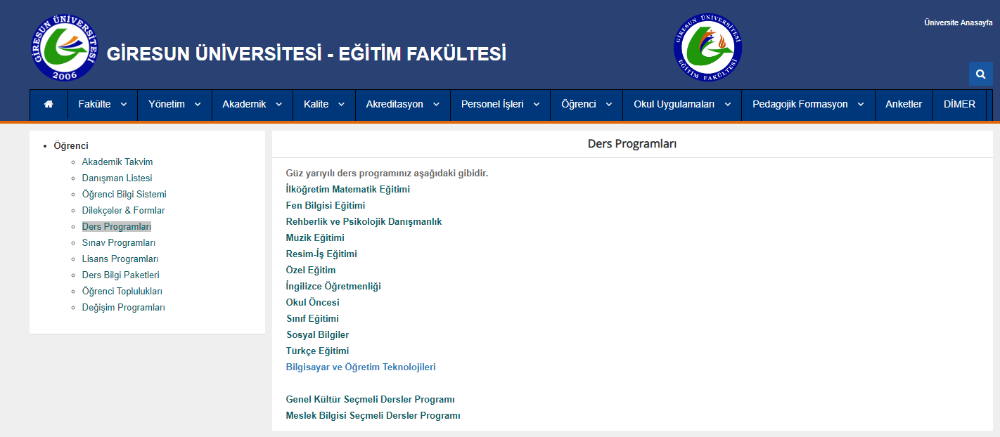 GİRESUN ÜNİVERSİTESİ
2006
GİRESUN ÜNİVERSİTESİ - EĞİTİM FAKÜLTESİ
GİRESUN ÜNİVERSİTESİ
EĞİTİM FAKÜLTESİ
Üniversite Anasayfa
Fakülte
Yönetim
Akademik
Kalite
Akreditasyon
Personel İşleri
Öğrenci
Okul Uygulamaları
Pedagojik Formasyon
Anketler
DİMER
Öğrenci
Akademik Takvim
Danışman Listesi
Öğrenci Bilgi Sistemi
Dilekçeler & Formlar
Ders Programları
Sınav Programları
Lisans Programları
Ders Bilgi Paketleri
Öğrenci Toplulukları
Değişim Programları
Ders Programları
Güz yarıyılı ders programınız aşağıdaki gibidir.
İlköğretim Matematik Eğitimi
Fen Bilgisi Eğitimi
Rehberlik ve Psikolojik Danışmanlık
Müzik Eğitimi
Resim-İş Eğitimi
Özel Eğitim
İngilizce Öğretmenliği
Okul Öncesi
Sınıf Eğitimi
Sosyal Bilgiler
Türkçe Eğitimi
Bilgisayar ve Öğretim Teknolojileri
Genel Kültür Seçmeli Dersler Programı
Meslek Bilgisi Seçmeli Dersler Programı